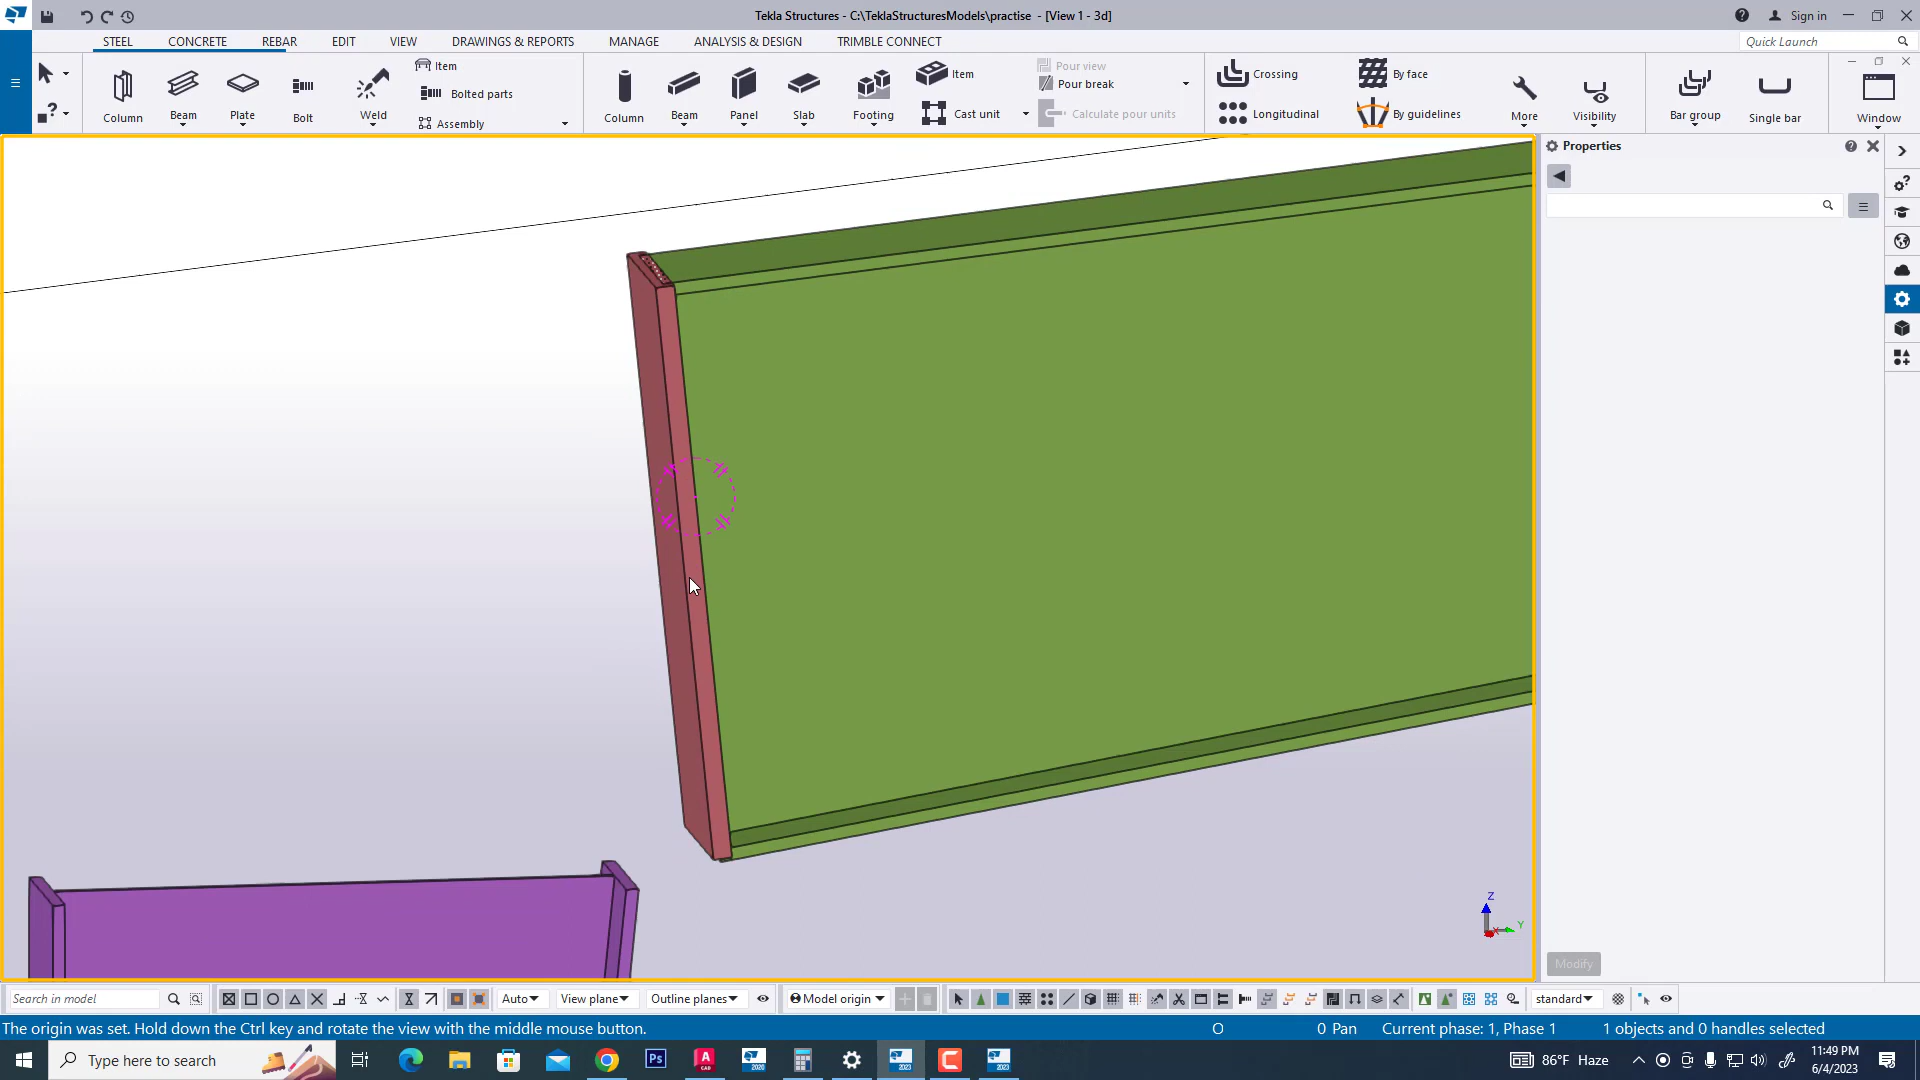 Tekla Structures - C:\TeklaStructuresModels\practise - [View 1 - 3d]
Sign in
STEEL CONCRETE REBAR EDIT VIEW DRAWINGS & REPORTS MANAGE ANALYSIS & DESIGN TRIMBLE CONNECT
Quick Launch
Column Beam Plate Bolt Weld
Item
Bolted parts
Assembly
Column Beam Panel Slab Footing
Item
Cast unit
Pour view
Pour break
Calculate pour units
Crossing
Longitudinal
By face
By guidelines
More Visibility Bar group Single bar Window
Properties
Z
Y
Modify
Search in model
Auto View plane Outline planes Model origin standard
The origin was set. Hold down the Ctrl key and rotate the view with the middle mouse button. O 0 Pan Current phase: 1, Phase 1 1 objects and 0 handles selected
Type here to search
86°F Haze
11:49 PM
6/4/2023